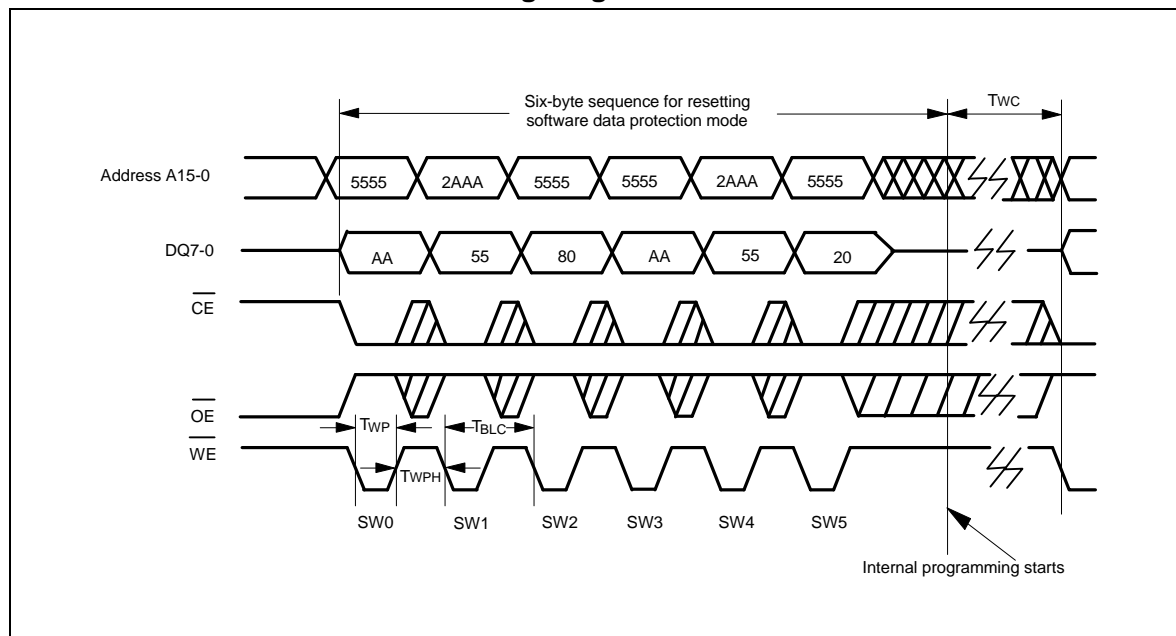 Six-byte sequence for resetting
software data protection mode
TWC
Address A15-0
5555 2AAA 5555 5555 2AAA 5555
DQ7-0
AA 55 80 AA 55 20
CE
OE
TWP TBLC
WE
TWPH
SW0 SW1 SW2 SW3 SW4 SW5
Internal programming starts